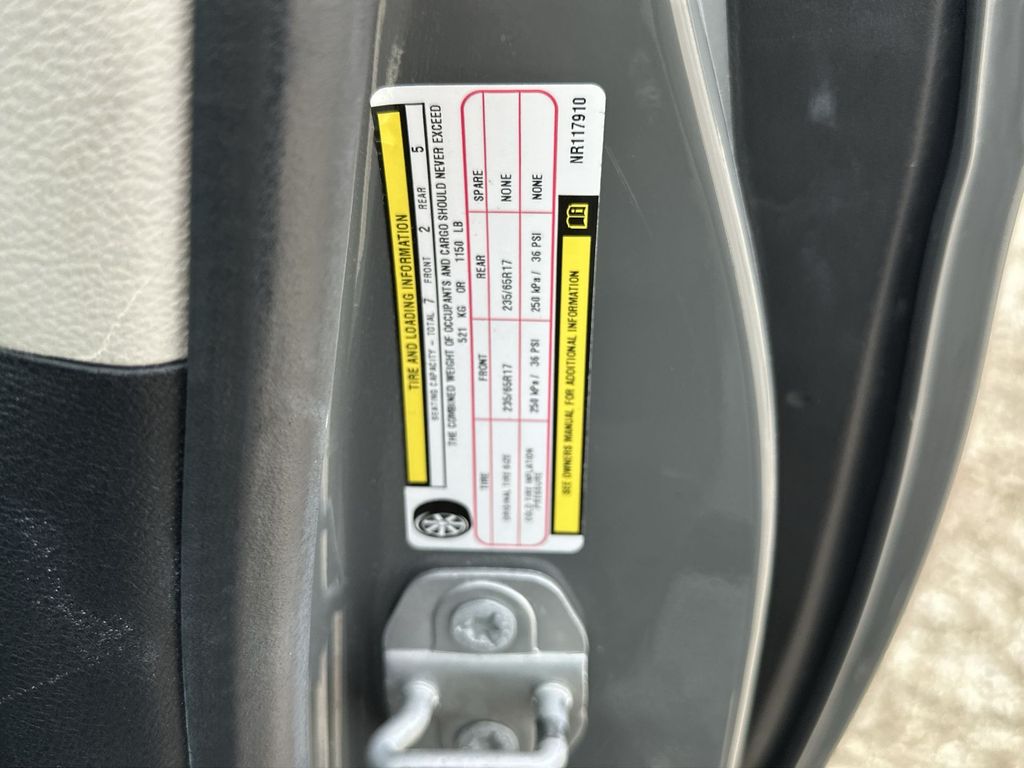 TIRE AND LOADING INFORMATION
SEATING CAPACITY - TOTAL 7 FRONT 2 REAR 5
THE COMBINED WEIGHT OF OCCUPANTS AND CARGO SHOULD NEVER EXCEED
521 KG OR 1150 LB
TIRE FRONT REAR SPARE
ORIGINAL TIRE SIZE 235/65R17 235/65R17 NONE
COLD TIRE INFLATION PRESSURE 250 kPa / 36 PSI 250 kPa / 36 PSI NONE
SEE OWNERS MANUAL FOR ADDITIONAL INFORMATION
NR117910